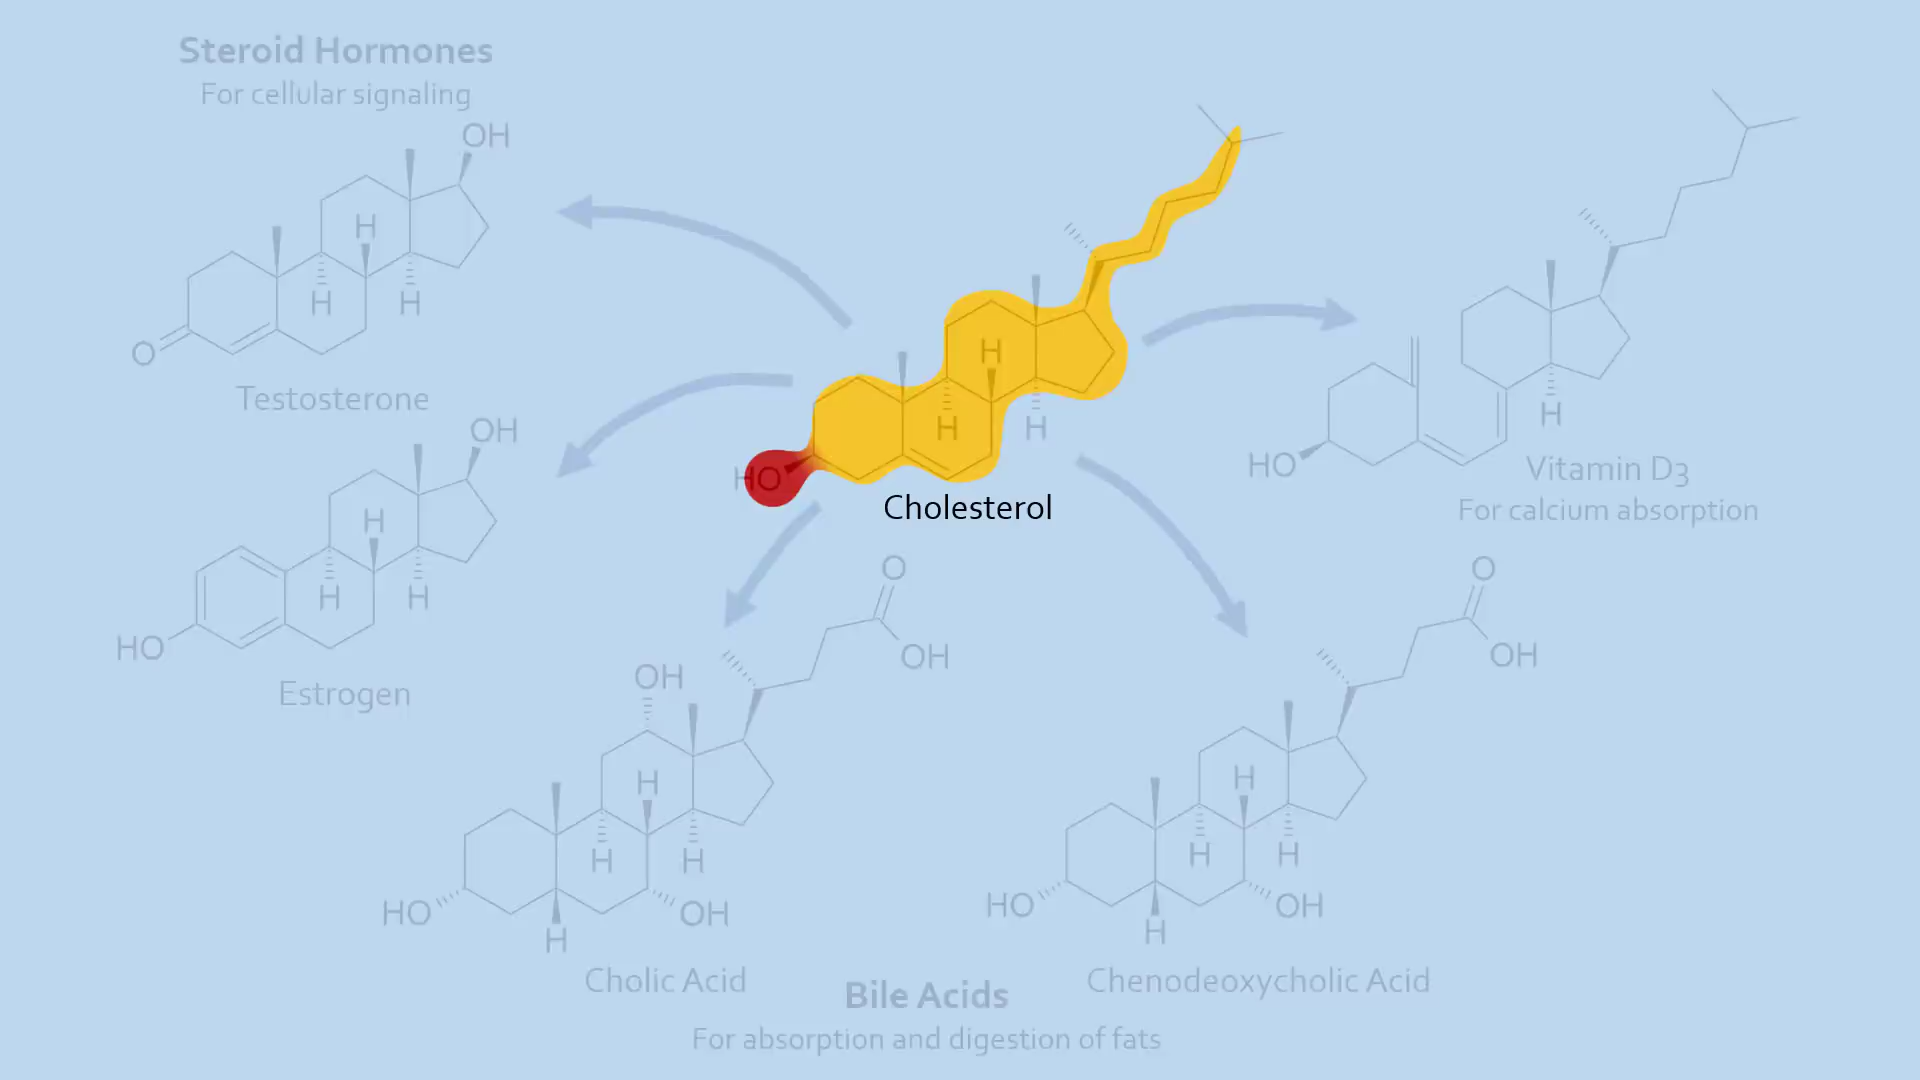 Steroid Hormones
For cellular signaling
OH
H
H
H
O
Testosterone
OH
H
H
H
HO
Estrogen
H
H
H
HO
Cholesterol
H
HO
Vitamin D3
For calcium absorption
O
OH
OH
H
H
H
HO
OH
H
Cholic Acid
O
OH
H
H
H
HO
OH
H
Chenodeoxycholic Acid
Bile Acids
For absorption and digestion of fats